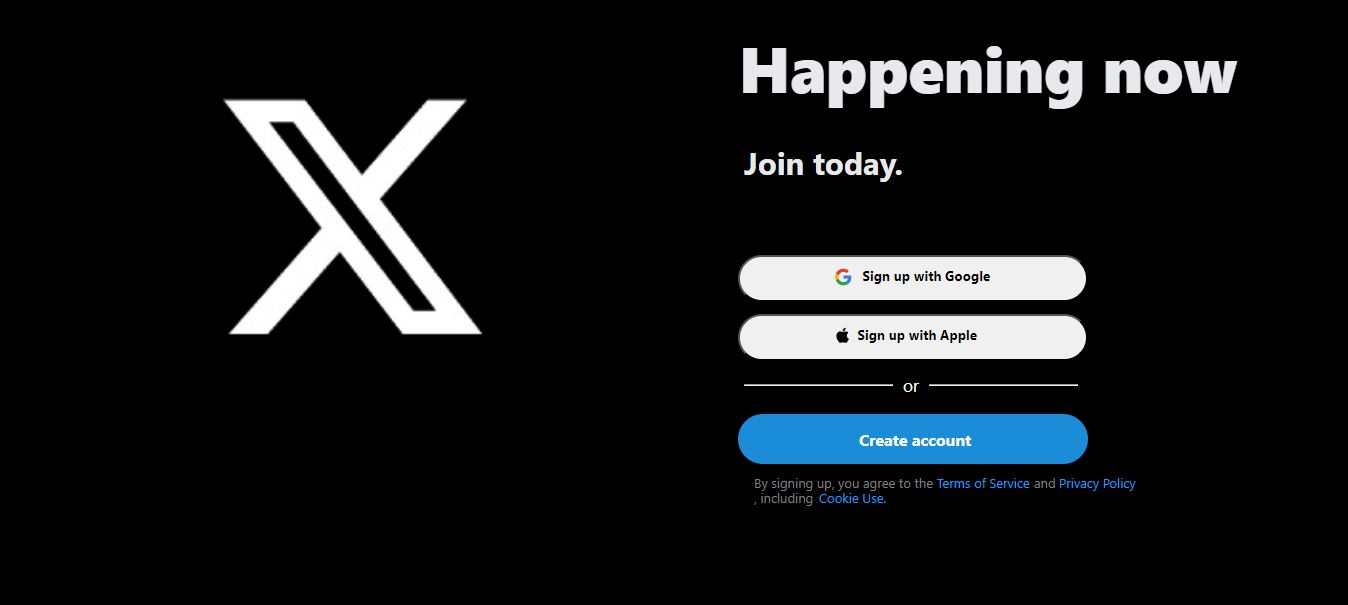 X
Happening now
Join today.
Sign up with Google
Sign up with Apple
or
Create account
By signing up, you agree to the Terms of Service and Privacy Policy
, including Cookie Use.